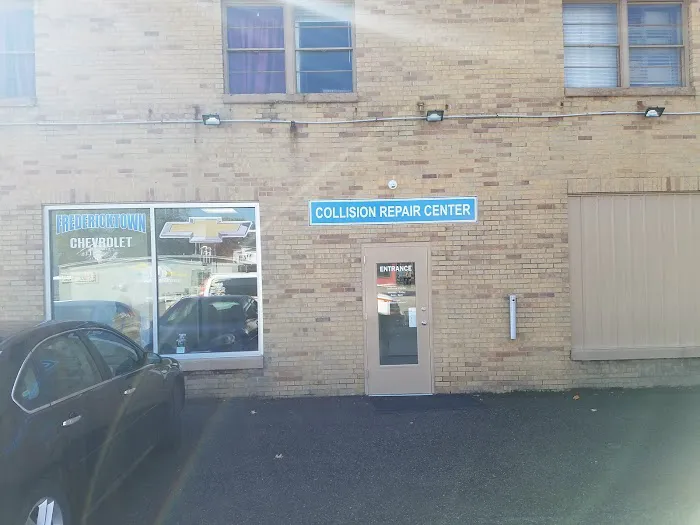 FREDERICKTOWN
CHEVROLET
COLLISION REPAIR CENTER
ENTRANCE